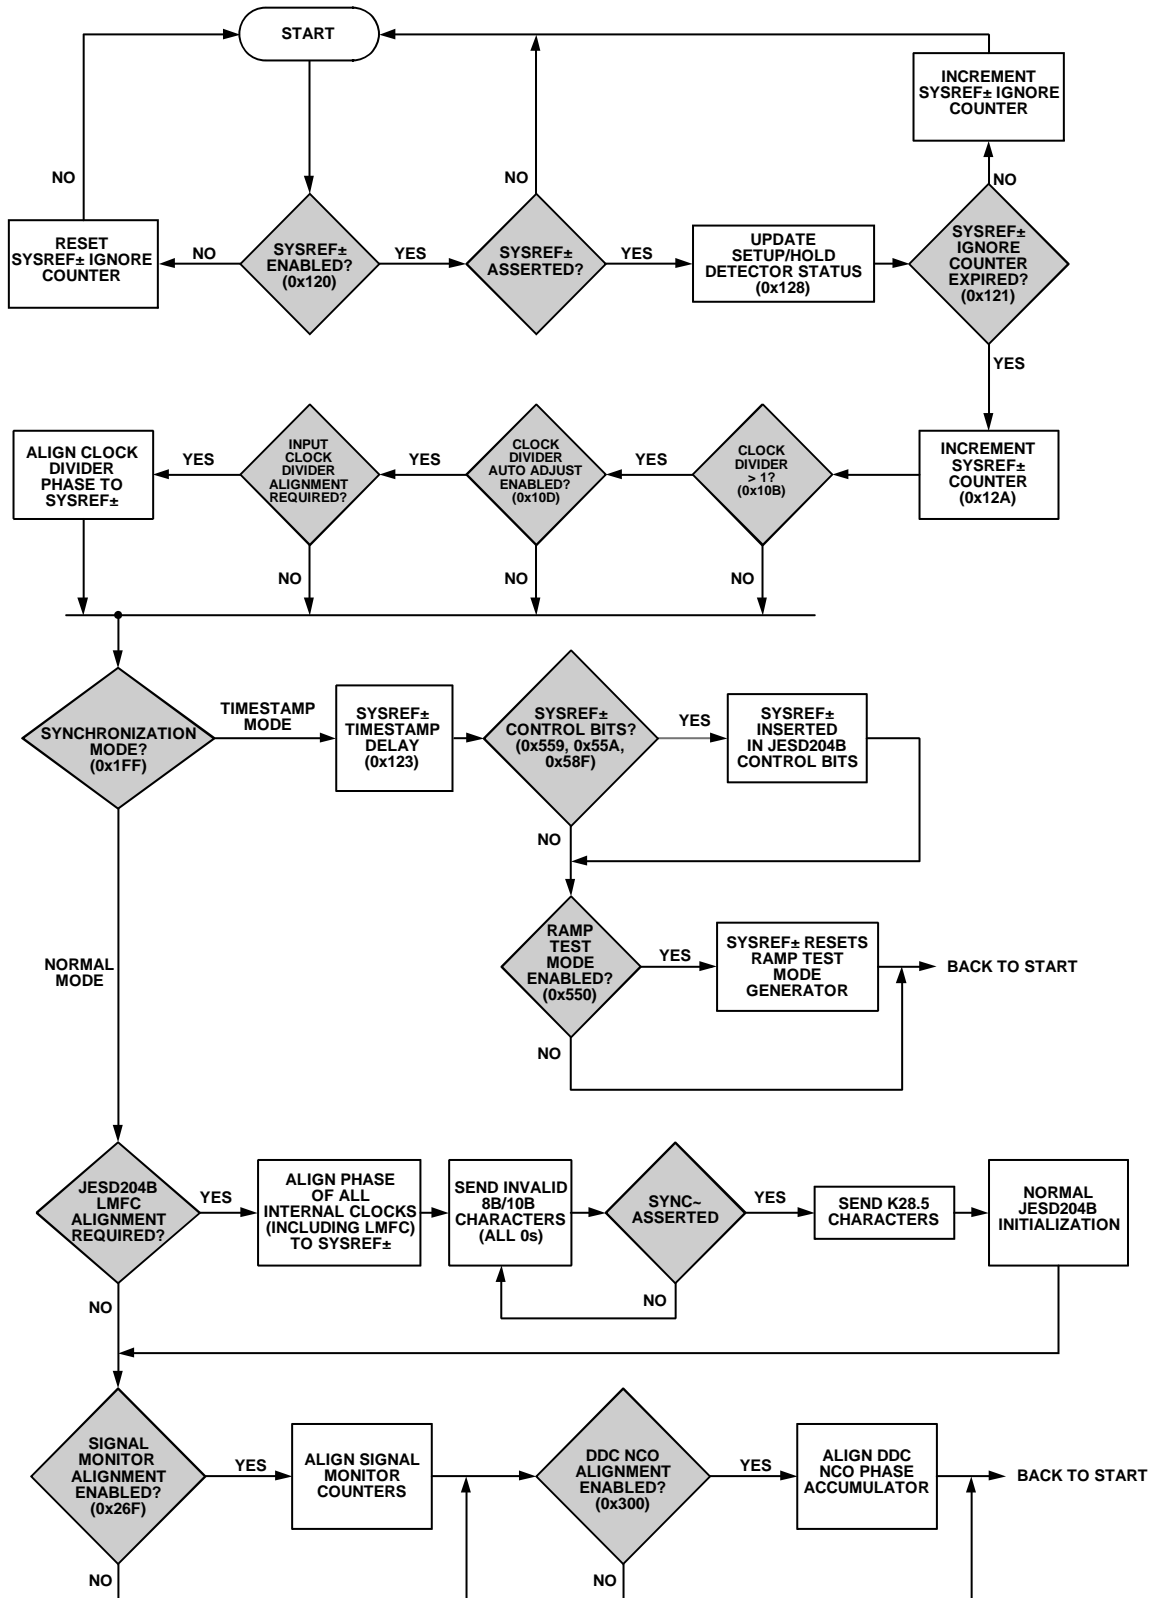 START
INCREMENT
SYSREF± IGNORE
COUNTER
NO
NO
NO
RESET
SYSREF± IGNORE
COUNTER
NO
SYSREF±
ENABLED?
(0x120)
YES
SYSREF±
ASSERTED?
YES
UPDATE
SETUP/HOLD
DETECTOR STATUS
(0x128)
SYSREF±
IGNORE
COUNTER
EXPIRED?
(0x121)
YES
ALIGN CLOCK
DIVIDER
PHASE TO
SYSREF±
YES
INPUT
CLOCK
DIVIDER
ALIGNMENT
REQUIRED?
YES
CLOCK
DIVIDER
AUTO ADJUST
ENABLED?
(0x10D)
YES
CLOCK
DIVIDER
> 1?
(0x10B)
INCREMENT
SYSREF±
COUNTER
(0x12A)
NO
NO
NO
SYNCHRONIZATION
MODE?
(0x1FF)
TIMESTAMP
MODE
SYSREF±
TIMESTAMP
DELAY
(0x123)
SYSREF±
CONTROL BITS?
(0x559, 0x55A,
0x58F)
YES
SYSREF±
INSERTED
IN JESD204B
CONTROL BITS
NO
RAMP
TEST
MODE
ENABLED?
(0x550)
YES
SYSREF± RESETS
RAMP TEST
MODE
GENERATOR
BACK TO START
NORMAL
MODE
NO
JESD204B
LMFC
ALIGNMENT
REQUIRED?
YES
ALIGN PHASE
OF ALL
INTERNAL CLOCKS
(INCLUDING LMFC)
TO SYSREF±
SEND INVALID
8B/10B
CHARACTERS
(ALL 0s)
SYNC~
ASSERTED
YES
SEND K28.5
CHARACTERS
NORMAL
JESD204B
INITIALIZATION
NO
NO
SIGNAL
MONITOR
ALIGNMENT
ENABLED?
(0x26F)
YES
ALIGN SIGNAL
MONITOR
COUNTERS
DDC NCO
ALIGNMENT
ENABLED?
(0x300)
YES
ALIGN DDC
NCO PHASE
ACCUMULATOR
BACK TO START
NO
NO